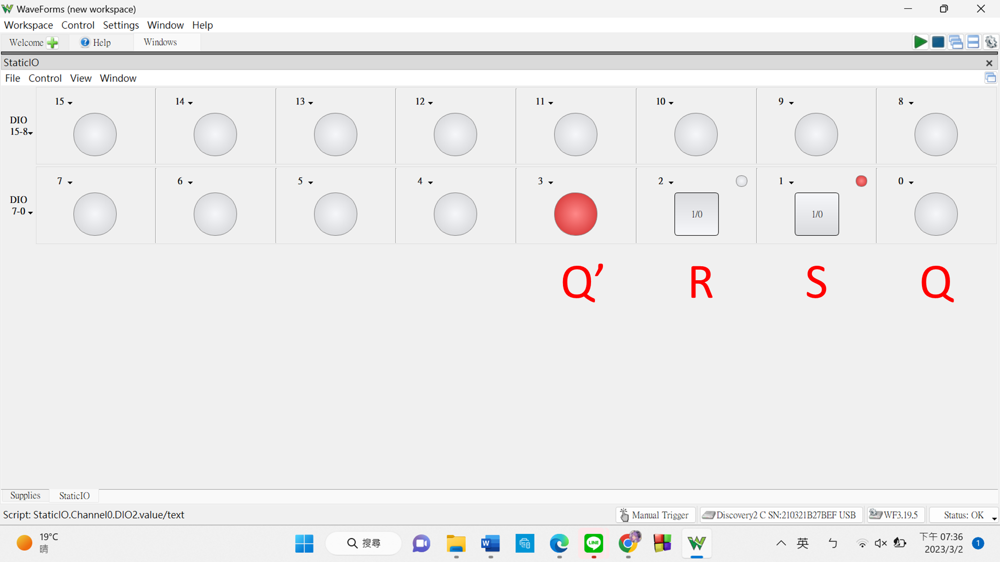 WaveForms (new workspace)
Workspace Control Settings Window Help
Welcome Help Windows
StaticIO
File Control View Window
DIO 15-8
15 14 13 12 11 10 9 8
DIO 7-0
7 6 5 4 3 2 1 0
1/0 1/0
Q’ R S Q
Supplies StaticIO
Script: StaticIO.Channel0.DIO2.value/text Manual Trigger Discovery2 C SN:210321B27BEF USB WF3.19.5 Status: OK
19°C
晴
搜尋
W
LINE
英
ㄅ
下午 07:36
2023/3/2
1